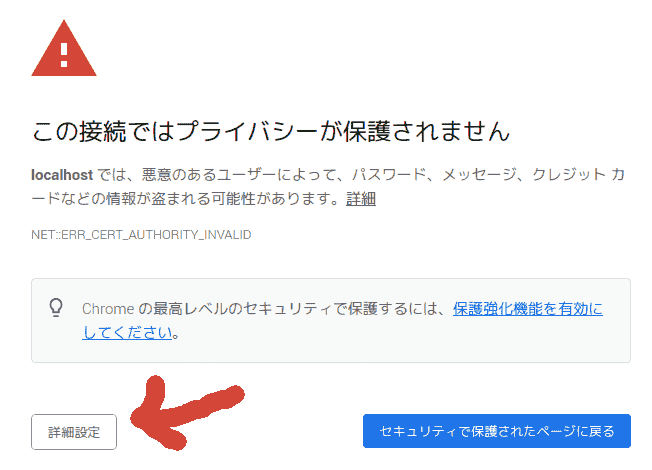 この接続ではプライバシーが保護されません
localhost では、悪意のあるユーザーによって、パスワード、メッセージ、クレジット カ
ードなどの情報が盗まれる可能性があります。詳細
NET::ERR_CERT_AUTHORITY_INVALID
Chrome の最高レベルのセキュリティで保護するには、保護強化機能を有効に
してください。
詳細設定
セキュリティで保護されたページに戻る